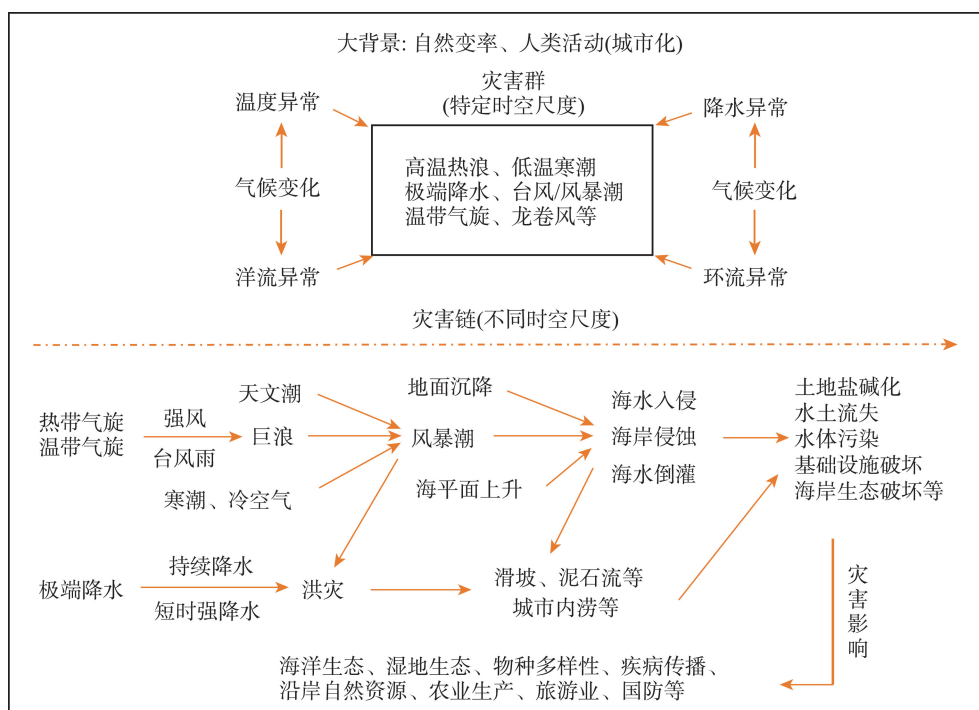 大背景: 自然变率、人类活动(城市化)
灾害群
(特定时空尺度)
温度异常
降水异常
高温热浪、低温寒潮
极端降水、台风/风暴潮
温带气旋、龙卷风等
气候变化
气候变化
洋流异常
环流异常
灾害链(不同时空尺度)
热带气旋
温带气旋
强风
台风雨
天文潮
巨浪
寒潮、冷空气
地面沉降
风暴潮
海平面上升
海水入侵
海岸侵蚀
海水倒灌
土地盐碱化
水土流失
水体污染
基础设施破坏
海岸生态破坏等
极端降水
持续降水
短时强降水
洪灾
滑坡、泥石流等
城市内涝等
灾害影响
海洋生态、湿地生态、物种多样性、疾病传播、
沿岸自然资源、农业生产、旅游业、国防等